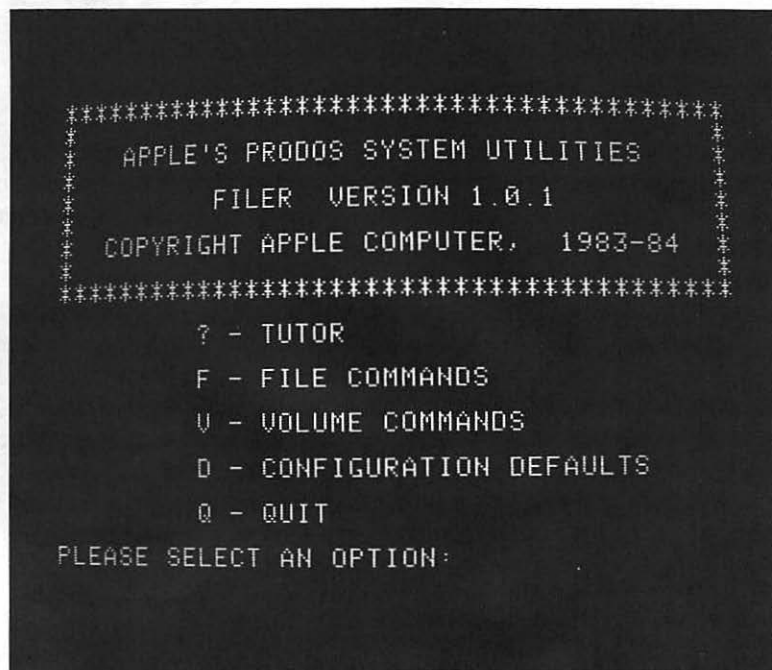 ****************************************
APPLE'S PRODOS SYSTEM UTILITIES
FILER VERSION 1.0.1
COPYRIGHT APPLE COMPUTER, 1983-84
****************************************
? - TUTOR
F - FILE COMMANDS
V - VOLUME COMMANDS
D - CONFIGURATION DEFAULTS
Q - QUIT
PLEASE SELECT AN OPTION: